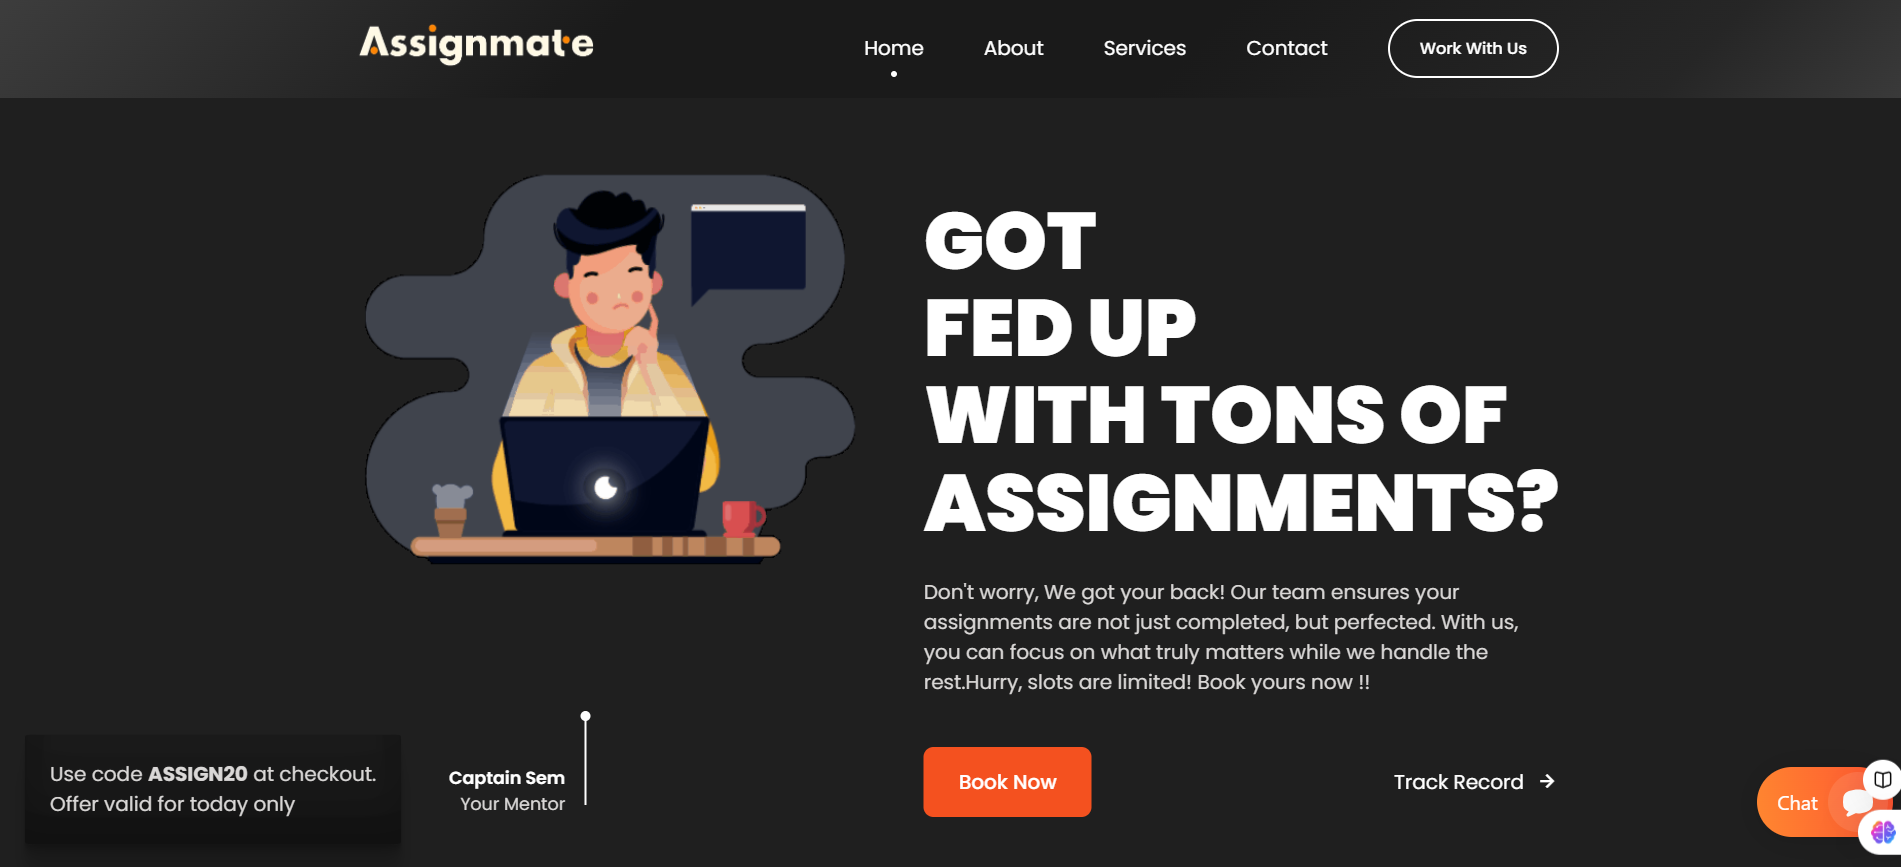 Assignmate
Home
About
Services
Contact
Work With Us
GOT
FED UP
WITH TONS OF
ASSIGNMENTS?
Don't worry, We got your back! Our team ensures your
assignments are not just completed, but perfected. With us,
you can focus on what truly matters while we handle the
rest.Hurry, slots are limited! Book yours now !!
Book Now
Track Record
Captain Sem
Your Mentor
Use code ASSIGN20 at checkout.
Offer valid for today only
Chat